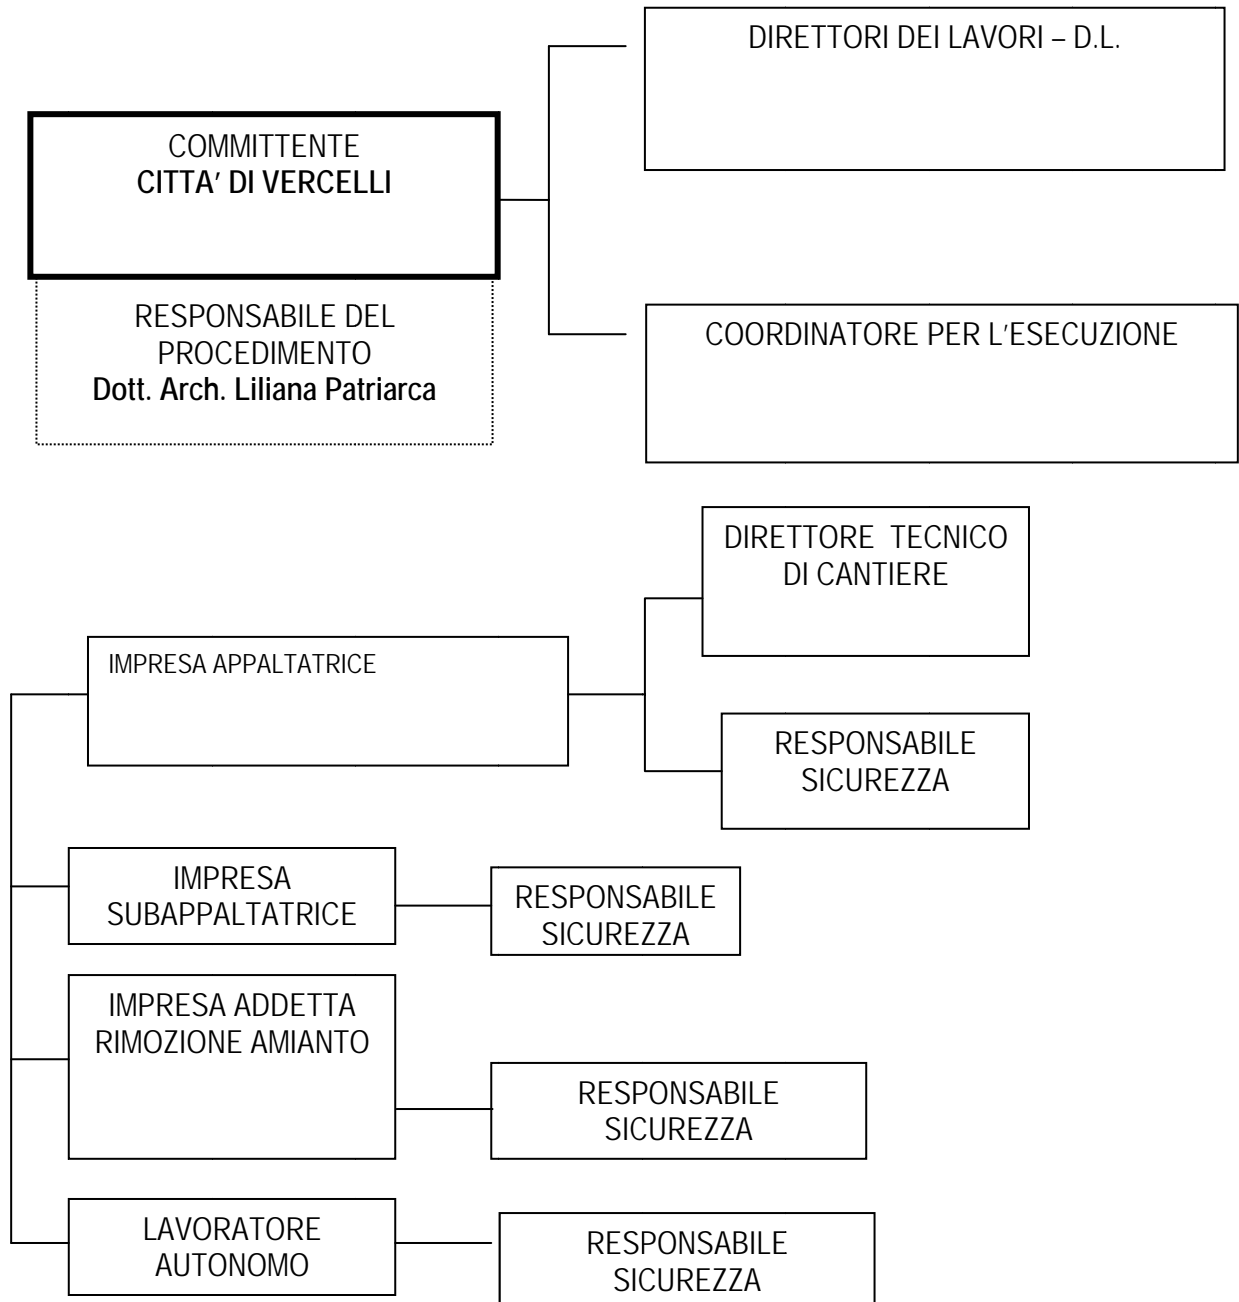 DIRETTORI DEI LAVORI – D.L.
COMMITTENTE
CITTA' DI VERCELLI
RESPONSABILE DEL
PROCEDIMENTO
Dott. Arch. Liliana Patriarca
COORDINATORE PER L'ESECUZIONE
DIRETTORE TECNICO
DI CANTIERE
IMPRESA APPALTATRICE
RESPONSABILE
SICUREZZA
IMPRESA
SUBAPPALTATRICE
RESPONSABILE
SICUREZZA
IMPRESA ADDETTA
RIMOZIONE AMIANTO
RESPONSABILE
SICUREZZA
LAVORATORE
AUTONOMO
RESPONSABILE
SICUREZZA